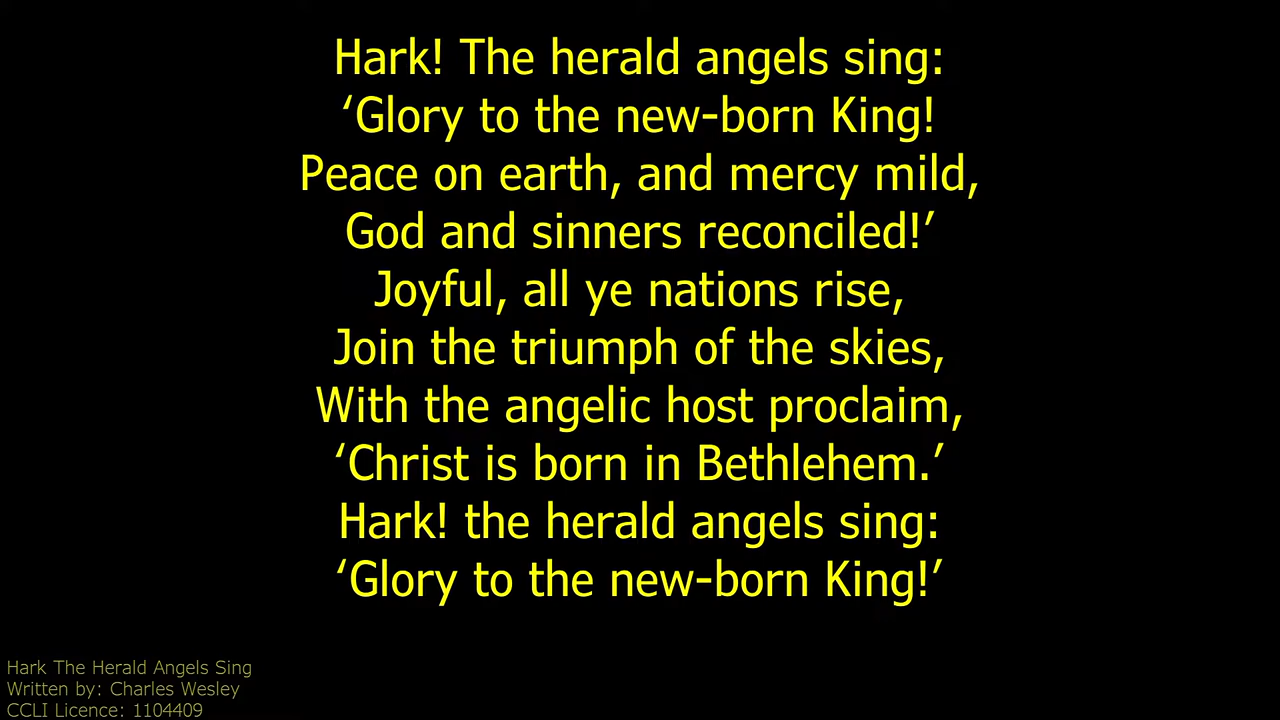 Hark! The herald angels sing:
‘Glory to the new-born King!
Peace on earth, and mercy mild,
God and sinners reconciled!’
Joyful, all ye nations rise,
Join the triumph of the skies,
With the angelic host proclaim,
‘Christ is born in Bethlehem.’
Hark! the herald angels sing:
‘Glory to the new-born King!’
Hark The Herald Angels Sing
Written by: Charles Wesley
CCLI Licence: 1104409